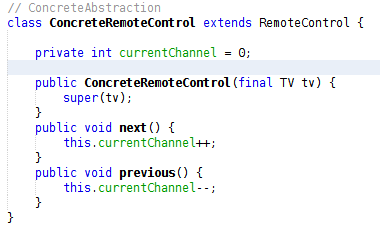 // ConcreteAbstraction
class ConcreteRemoteControl extends RemoteControl {
private int currentChannel = 0;
public ConcreteRemoteControl(final TV tv) {
super(tv);
}
public void next() {
this.currentChannel++;
}
public void previous() {
this.currentChannel--;
}
}